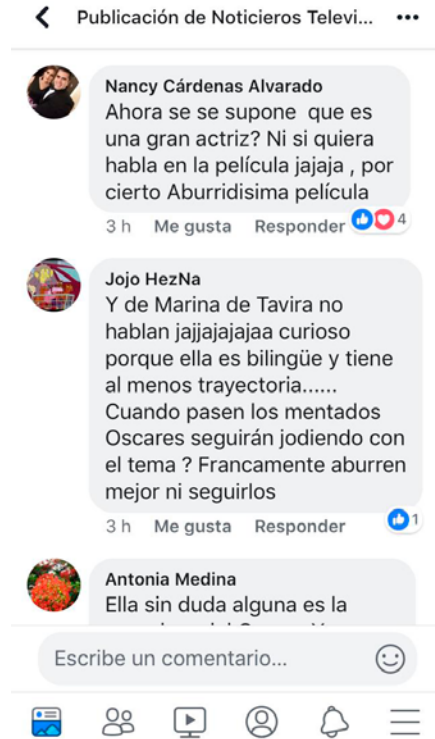 Publicación de Noticieros Televi...
Nancy Cárdenas Alvarado
Ahora se se supone que es
una gran actriz? Ni si quiera
habla en la película jajaja , por
cierto Aburridisima película
3 h Me gusta Responder 4
Jojo HezNa
Y de Marina de Tavira no
hablan jajjajajajaa curioso
porque ella es bilingüe y tiene
al menos trayectoria......
Cuando pasen los mentados
Oscares seguirán jodiendo con
el tema ? Francamente aburren
mejor ni seguirlos
3 h Me gusta Responder 1
Antonia Medina
Ella sin duda alguna es la
Escribe un comentario...